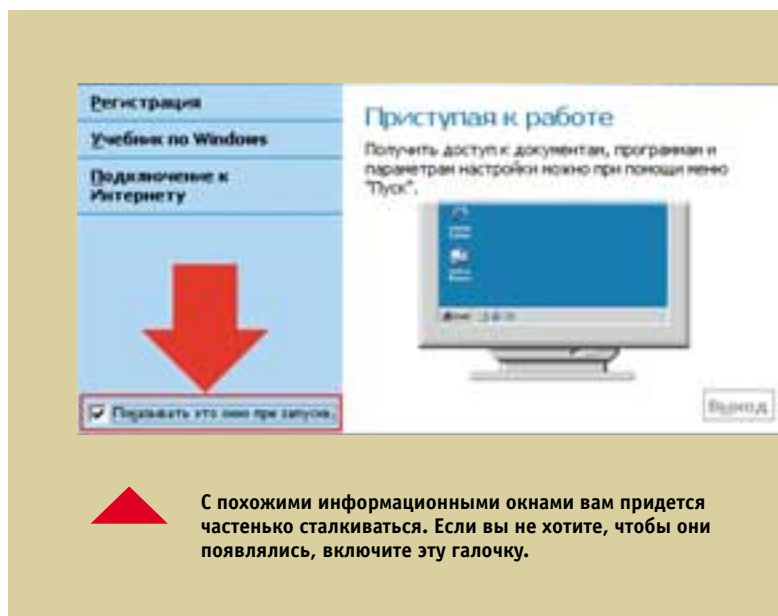 Регистрация
Учебник по Windows
Подключение к
Интернету
Показывать это окно при запуске.
Приступая к работе
Получить доступ к документам, программам и
параметрам настройки можно при помощи меню
"Пуск".
Выход
С похожими информационными окнами вам придется
частенько сталкиваться. Если вы не хотите, чтобы они
появлялись, включите эту галочку.